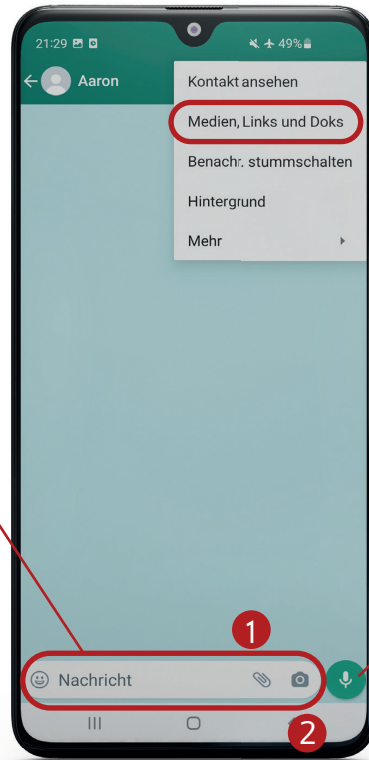 21:29 49%
Aaron
Kontakt ansehen
Medien, Links und Doks
Benachr. stummschalten
Hintergrund
Mehr
1
Nachricht
2